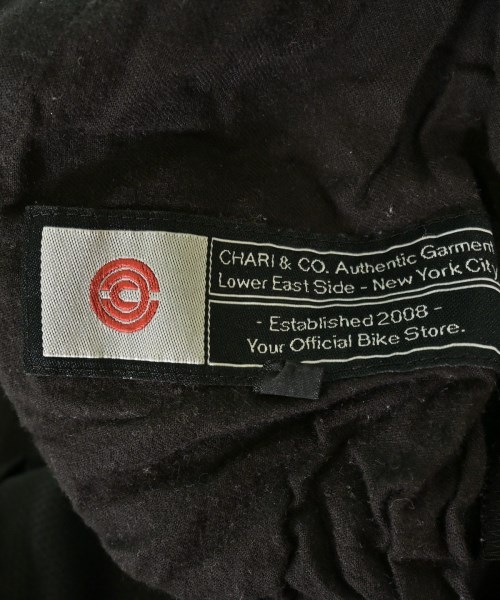 CHARI & CO. Authentic Garment
Lower East Side - New York City
- Established 2008 -
Your Official Bike Store.